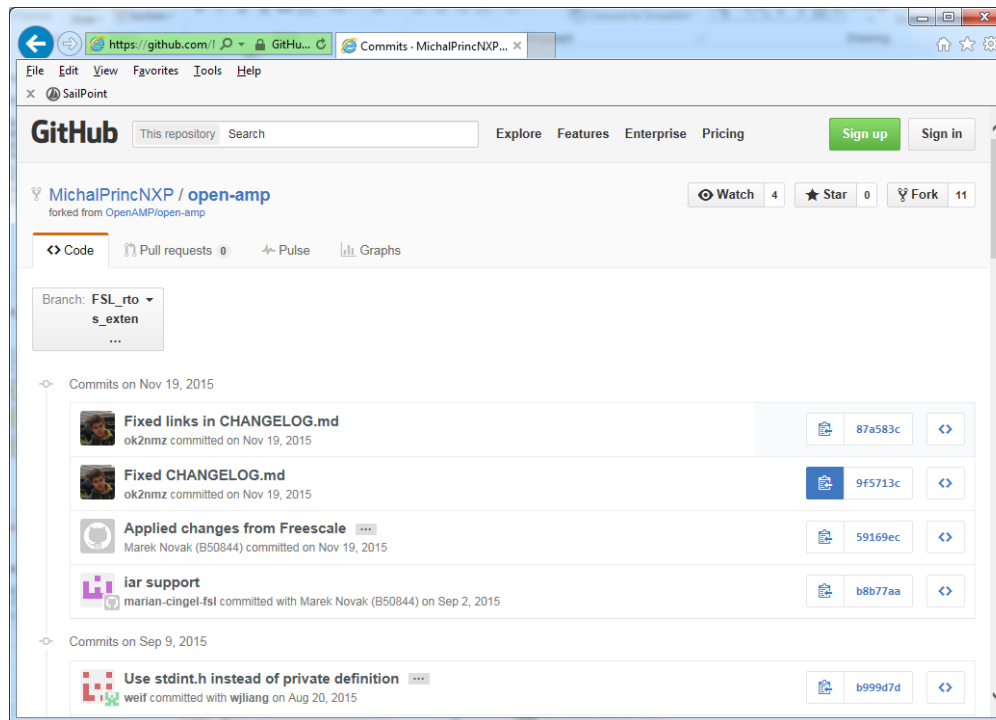 https://github.com/l
GitHu...
Commits · MichalPrincNXP...
File Edit View Favorites Tools Help
SailPoint
GitHub This repository Search Explore Features Enterprise Pricing Sign up Sign in
MichalPrincNXP / open-amp
Watch 4 Star 0 Fork 11
forked from OpenAMP/open-amp
Code Pull requests 0 Pulse Graphs
Branch: FSL_rto
s_exten
...
Commits on Nov 19, 2015
Fixed links in CHANGELOG.md
ok2nmz committed on Nov 19, 2015
87a583c
Fixed CHANGELOG.md
ok2nmz committed on Nov 19, 2015
9f5713c
Applied changes from Freescale ...
Marek Novak (B50844) committed on Nov 19, 2015
59169ec
iar support
marian-cingel-fsl committed with Marek Novak (B50844) on Sep 2, 2015
b8b77aa
Commits on Sep 9, 2015
Use stdint.h instead of private definition ...
weif committed with wjliang on Aug 20, 2015
b999d7d